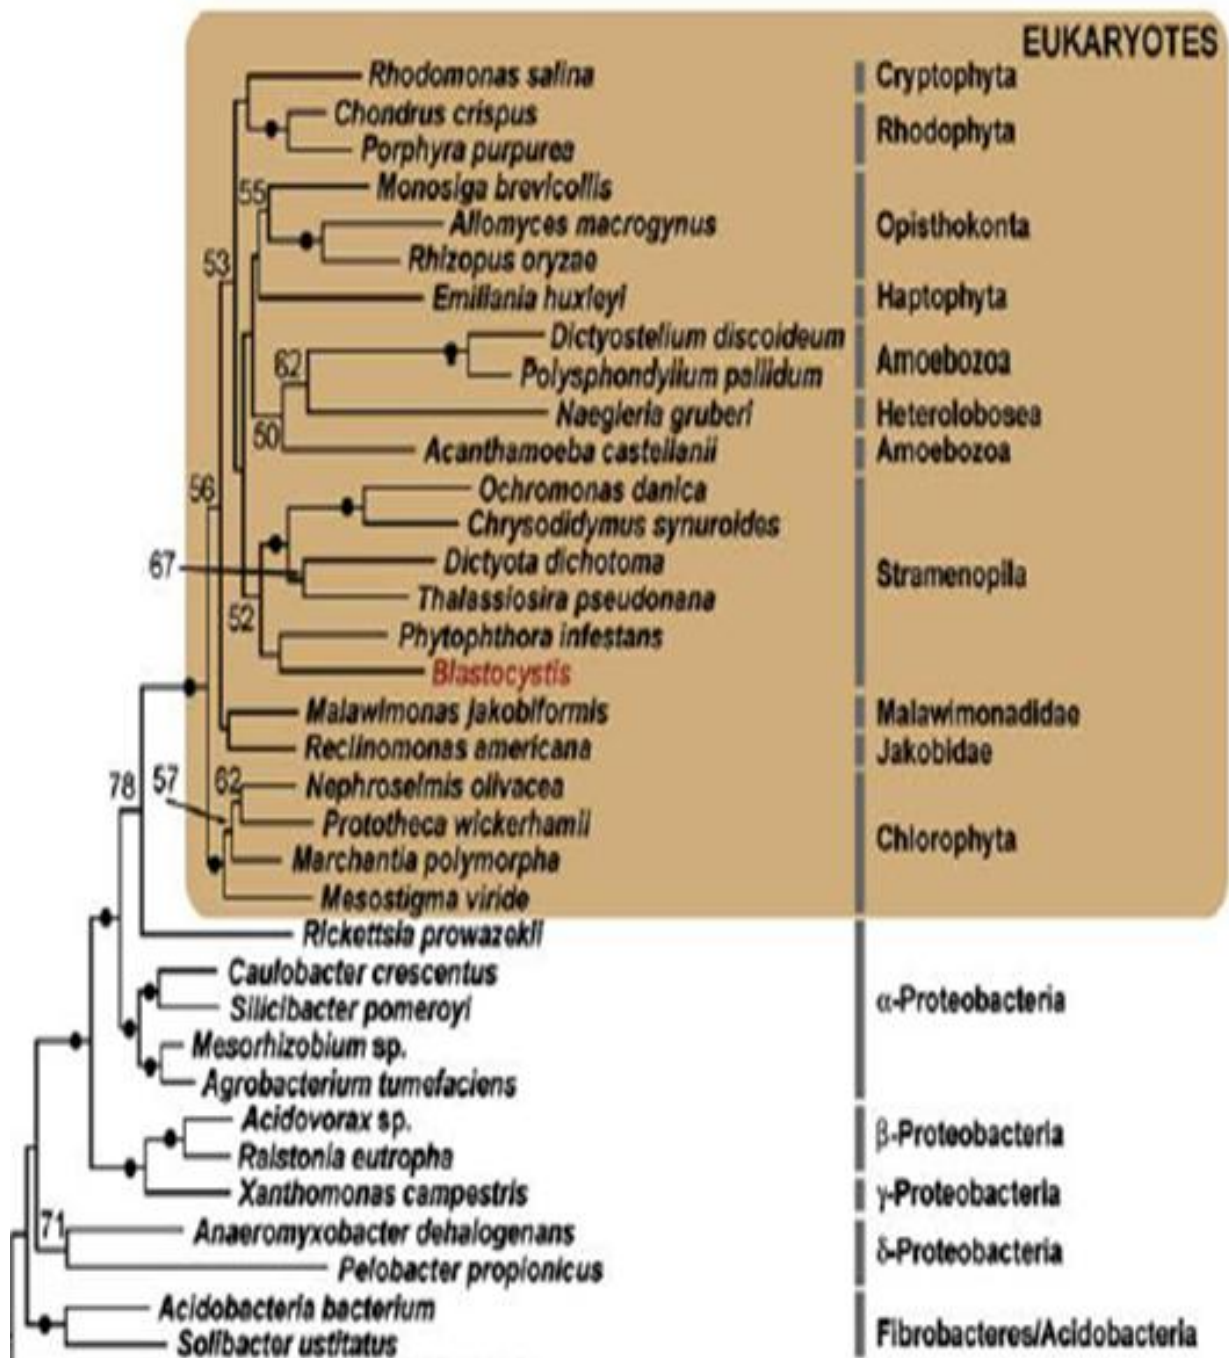 EUKARYOTES
Rhodomonas salina
Cryptophyta
Chondrus crispus
Rhodophyta
Porphyra purpurea
55
Monosiga brevicollis
Allomyces macrogynus
Opisthokonta
53
Rhizopus oryzae
Emiliania huxleyi
Haptophyta
Dictyostelium discoideum
62
Amoebozoa
Polysphondylium pallidum
Naegleria gruberi
Heterolobosea
50
Acanthamoeba castellanii
Amoebozoa
56
Ochromonas danica
Chrysodidymus synuroides
67
Dictyota dichotoma
Stramenopila
Thalassiosira pseudonana
52
Phytophthora infestans
Blastocystis
Malawimonas jakobiformis
Malawimonadidae
Reclinomonas americana
Jakobidae
78 57 62
Nephroselmis olivacea
Prototheca wickerhamii
Chlorophyta
Marchantia polymorpha
Mesostigma viride
Rickettsia prowazekii
Caulobacter crescentus
α-Proteobacteria
Silicibacter pomeroyi
Mesorhizobium sp.
Agrobacterium tumefaciens
Acidovorax sp.
β-Proteobacteria
Ralstonia eutropha
Xanthomonas campestris
γ-Proteobacteria
71
Anaeromyxobacter dehalogenans
δ-Proteobacteria
Pelobacter propionicus
Acidobacteria bacterium
Fibrobacteres/Acidobacteria
Solibacter ustitatus